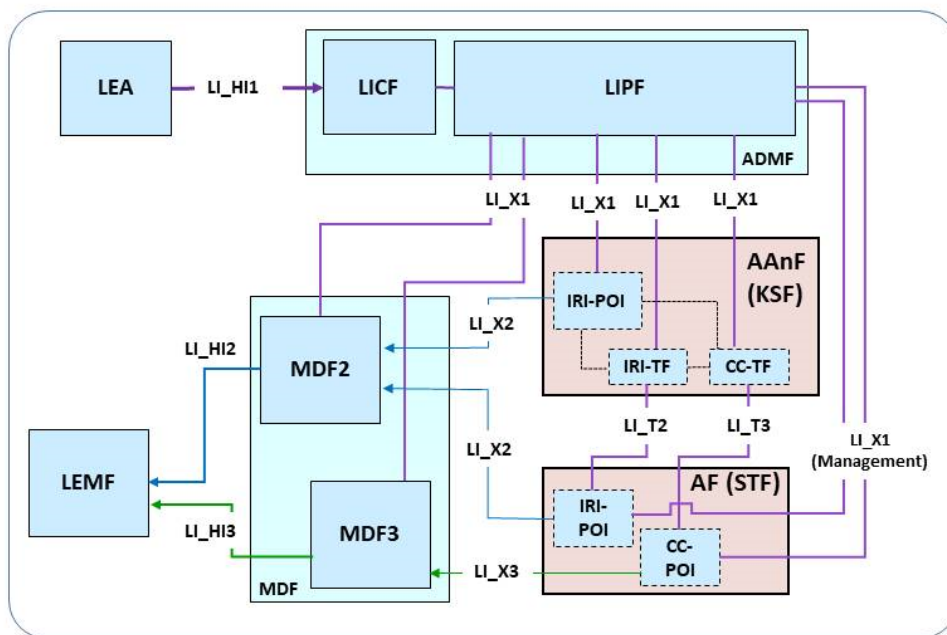 LEA
LI_HI1
LICF
LIPF
ADMF
LI_X1
LI_X1
LI_X1
LI_X1
AAnF
(KSF)
IRI-POI
LI_X2
LI_HI2
MDF2
IRI-TF
CC-TF
LI_T2
LI_T3
LI_X1
(Management)
LI_X2
LEMF
AF (STF)
IRI-
POI
LI_HI3
MDF3
CC-
POI
LI_X3
MDF